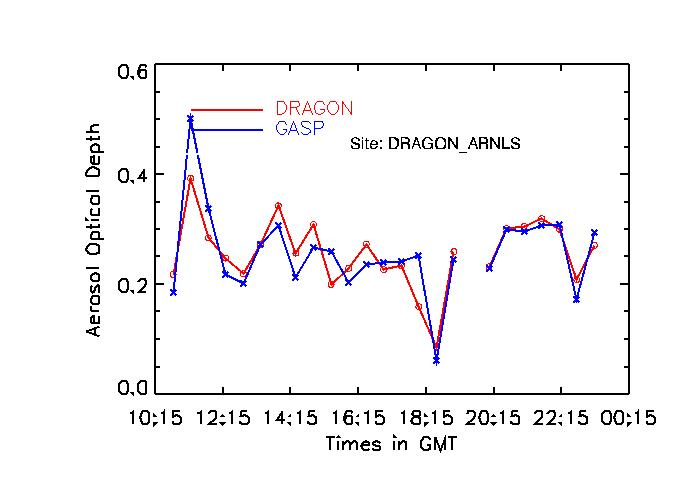 0.6
DRAGON
GASP
Site: DRAGON_ARNLS
0.4
Aerosol Optical Depth
0.2
0.0
10:15 12:15 14:15 16:15 18:15 20:15 22:15 00:15
Times in GMT